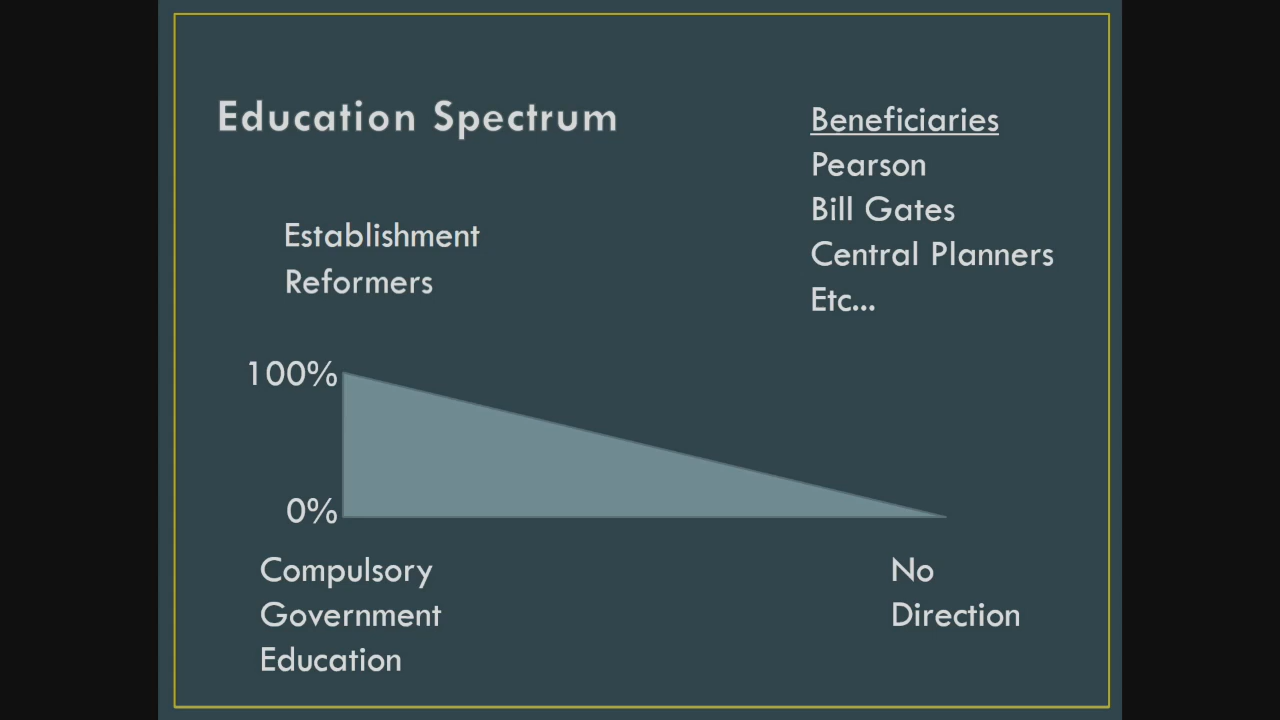 Education Spectrum
Beneficiaries
Pearson
Bill Gates
Central Planners
Etc...
Establishment
Reformers
100%
0%
Compulsory
Government
Education
No
Direction